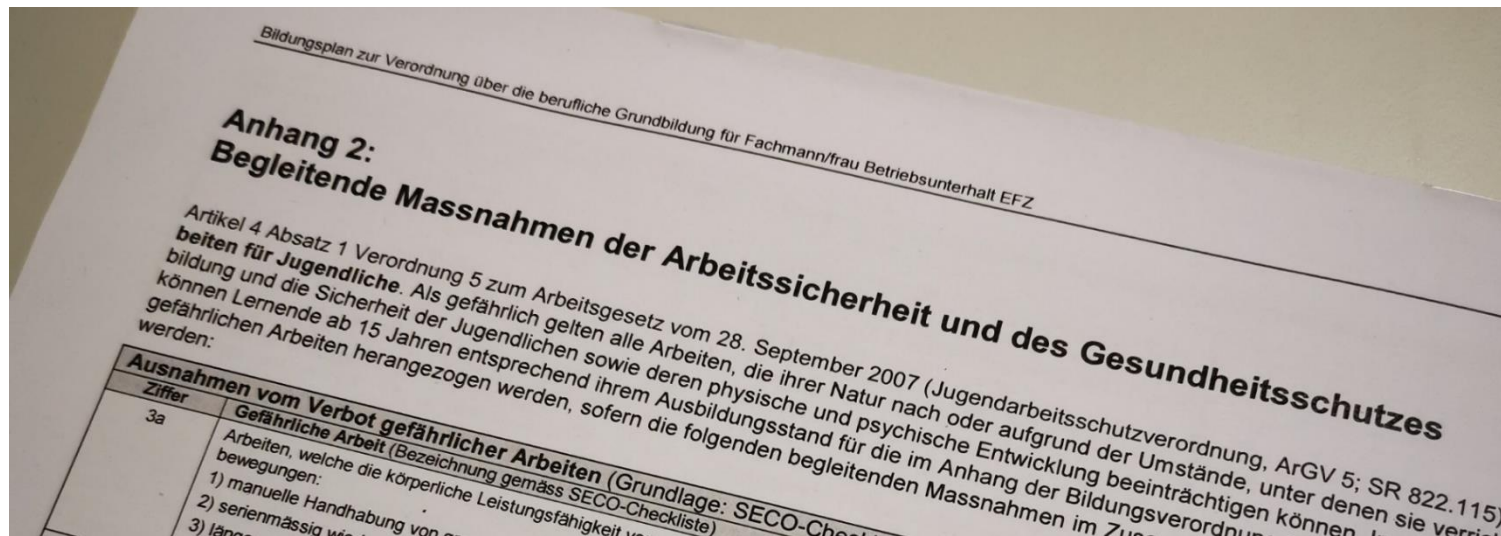 Bildungsplan zur Verordnung über die berufliche Grundbildung für Fachmann/frau Betriebsunterhalt EFZ
Anhang 2:
Begleitende Massnahmen der Arbeitssicherheit und des Gesundheitsschutzes
Artikel 4 Absatz 1 Verordnung 5 zum Arbeitsgesetz vom 28. September 2007 (Jugendarbeitsschutzverordnung, ArGV 5; SR 822.115)
beiten für Jugendliche. Als gefährlich gelten alle Arbeiten, die ihrer Natur nach oder aufgrund der Umstände, unter denen sie
bildung und die Sicherheit der Jugendlichen sowie deren physische und psychische Entwicklung beeinträchtigen können.
können Lernende ab 15 Jahren entsprechend ihrem Ausbildungsstand für die im Anhang der
gefährlichen Arbeiten herangezogen werden, sofern die folgenden begleitenden Massnahmen im
werden:
Ausnahmen vom Verbot gefährlicher Arbeiten (Grundlage:
Ziffer Gefährliche Arbeit (Bezeichnung gemäss SECO-Checkliste)
3a Arbeiten, welche die körperliche Leistungsfähigkeit
bewegungen:
1) manuelle Handhabung von
2) serienmässig
3)